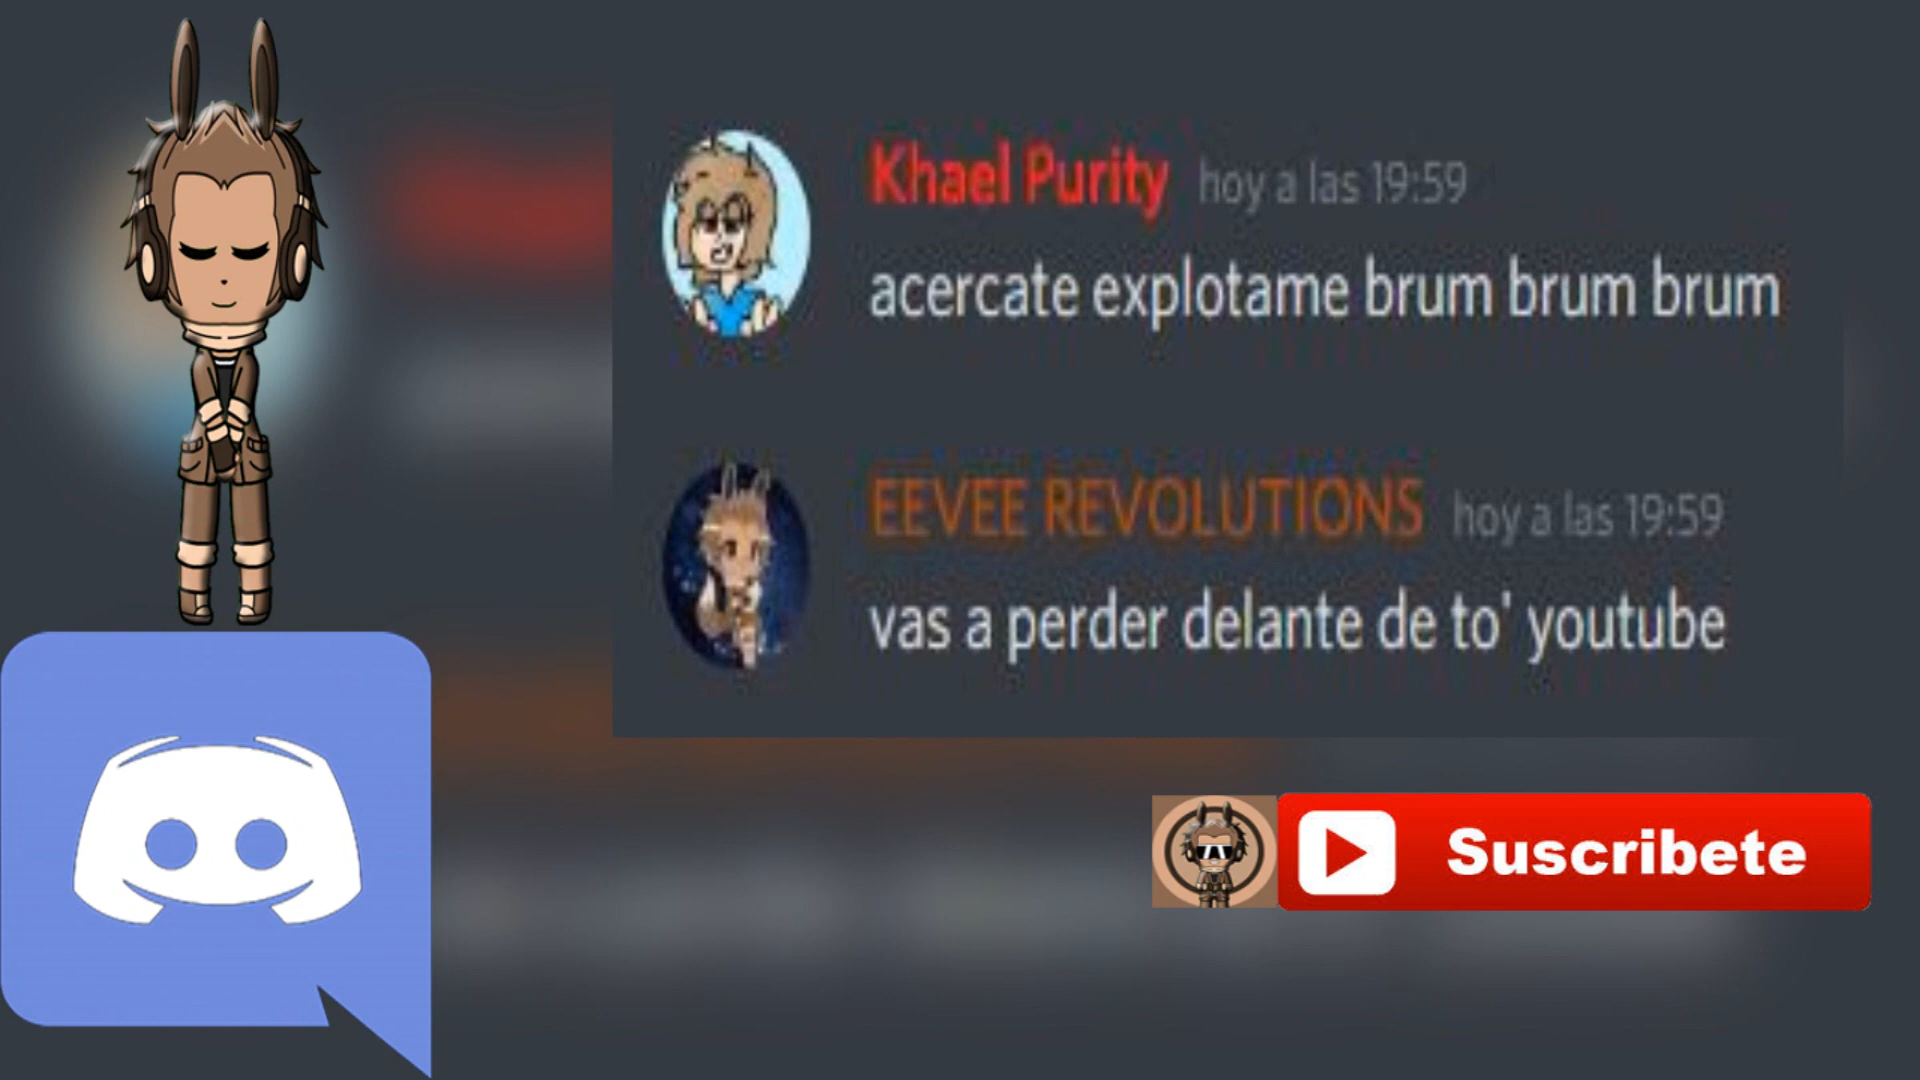 Khael Purity hoy a las 19:59
acercate explotame brum brum brum
EEVEE REVOLUTIONS hoy a las 19:59
vas a perder delante de to' youtube
Suscribete